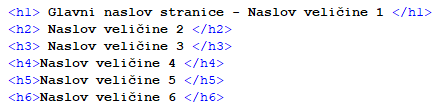 <h1> Glavni naslov stranice - Naslov veličine 1 </h1>
<h2> Naslov veličine 2 </h2>
<h3> Naslov veličine 3 </h3>
<h4>Naslov veličine 4 </h4>
<h5>Naslov veličine 5 </h5>
<h6>Naslov veličine 6 </h6>